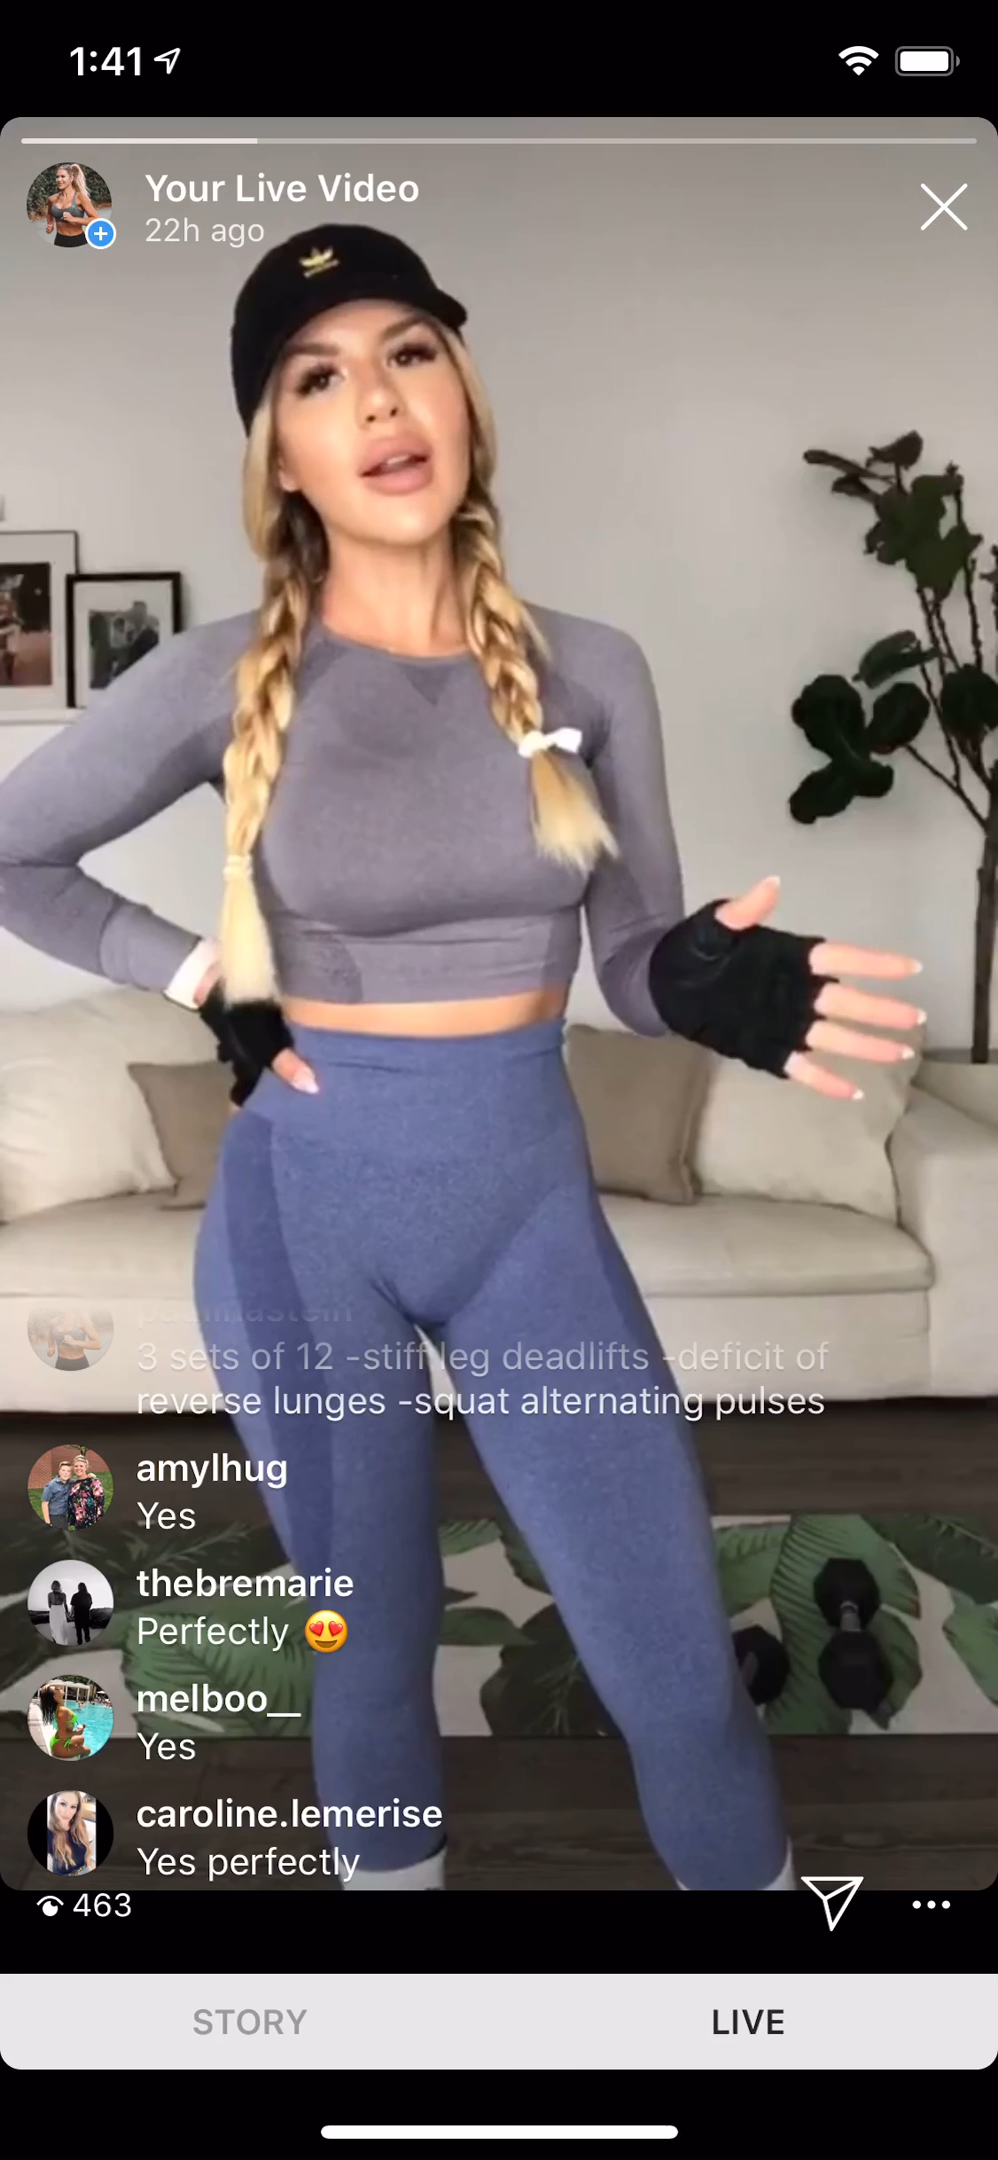 1:41
Your Live Video
22h ago
3 sets of 12 -stiff leg deadlifts -deficit of
reverse lunges -squat alternating pulses
amylhug
Yes
thebremarie
Perfectly 😍
melboo__
Yes
caroline.lemerise
Yes perfectly
463
STORY
LIVE